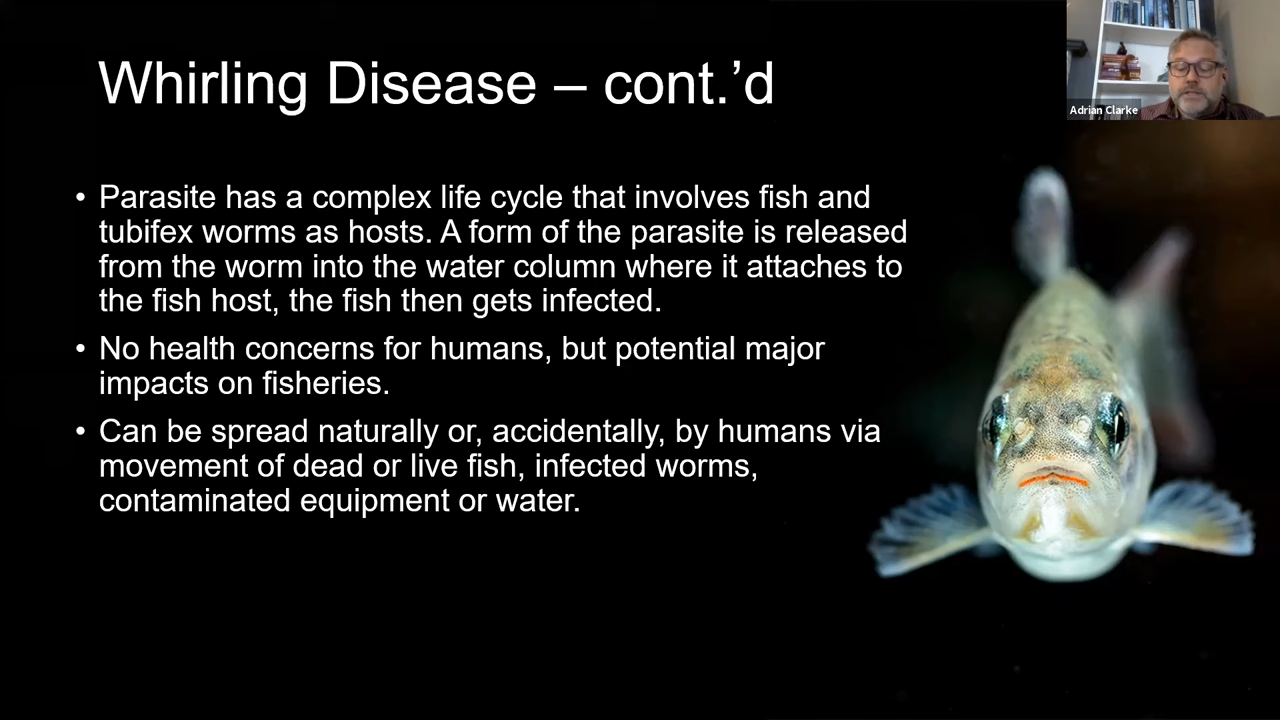 Whirling Disease – cont.’d
Adrian Clarke
• Parasite has a complex life cycle that involves fish and
tubifex worms as hosts. A form of the parasite is released
from the worm into the water column where it attaches to
the fish host, the fish then gets infected.
• No health concerns for humans, but potential major
impacts on fisheries.
• Can be spread naturally or, accidentally, by humans via
movement of dead or live fish, infected worms,
contaminated equipment or water.